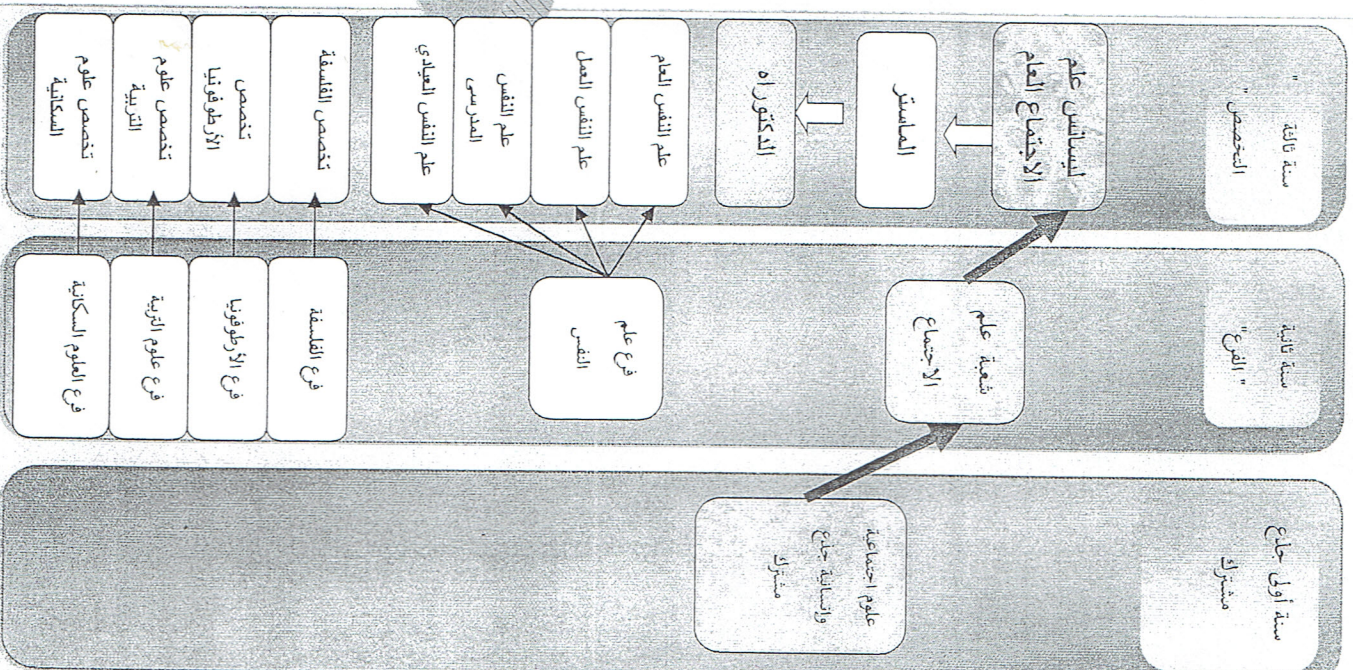 سنة أولى جذع
مشترك
علوم اجتماعية
وإنسانية جذع
مشترك
سنة ثانية
"الفرع"
شعبة علم
الاجتماع
فرع علم
النفس
فرع الفلسفة
فرع الأرطوفونيا
فرع علوم التربية
فرع العلوم السكانية
سنة ثالثة
"التخصص"
ليسانس علم
الاجتماع العام
الماستر
الدكتوراه
علم النفس العام
علم النفس العمل
علم النفس
المدرسي
علم النفس العيادي
تخصص الفلسفة
تخصص
الأرطوفونيا
تخصص علوم
التربية
تخصص علوم
السكانية